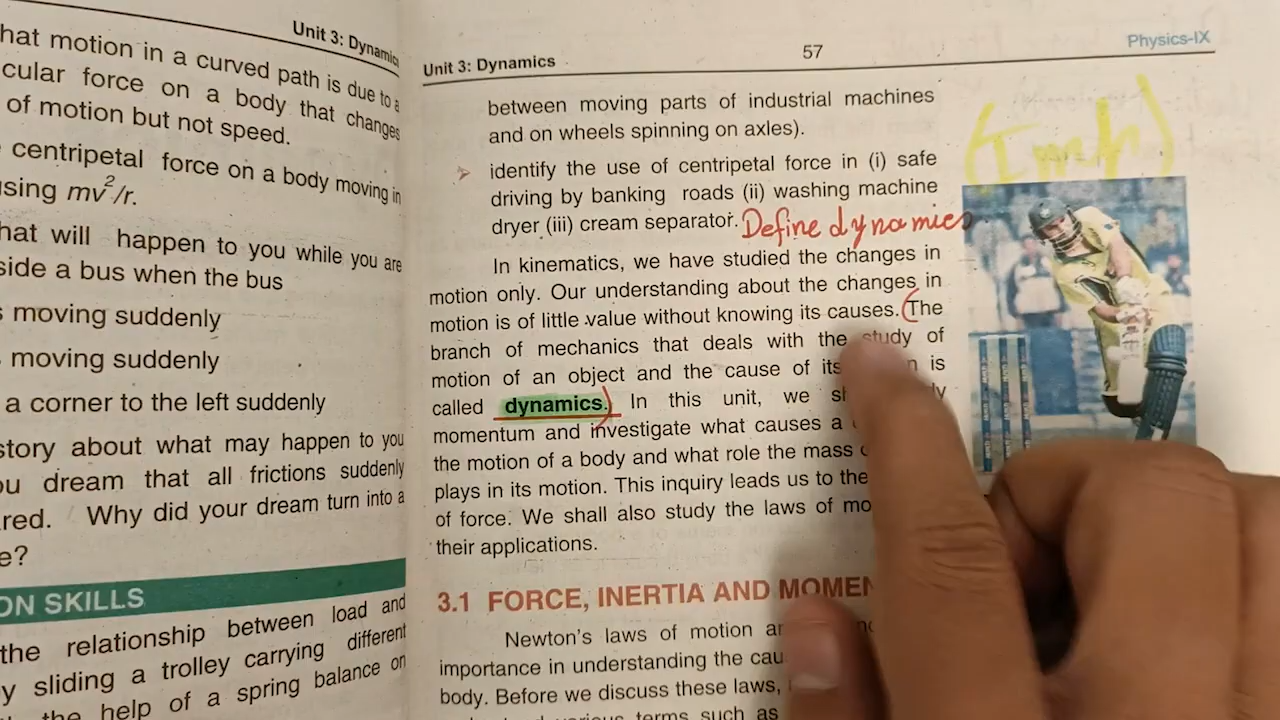 Unit 3: Dynamic
hat motion in a curved path is due to a
cular force on a body that changes
of motion but not speed.
centripetal force on a body moving in
using mv²/r.
hat will happen to you while you are
side a bus when the bus
moving suddenly
moving suddenly
a corner to the left suddenly
story about what may happen to you
ou dream that all frictions suddenly
red. Why did your dream turn into a
e?
ON SKILLS
the relationship between load and
y sliding a trolley carrying different
the help of a spring balance on
Unit 3: Dynamics 57 Physics-IX
between moving parts of industrial machines
and on wheels spinning on axles).
(Imp)
identify the use of centripetal force in (i) safe
driving by banking roads (ii) washing machine
dryer (iii) cream separator. Define dynamics
In kinematics, we have studied the changes in
motion only. Our understanding about the changes in
motion is of little value without knowing its causes. (The
branch of mechanics that deals with the study of
motion of an object and the cause of its is
called dynamics.) In this unit, we
momentum and investigate what causes a
the motion of a body and what role the mass
plays in its motion. This inquiry leads us to the
of force. We shall also study the laws of mo
their applications.
3.1 FORCE, INERTIA AND MOMEN
Newton's laws of motion
importance in understanding the cau
body. Before we discuss these laws,
various terms such as